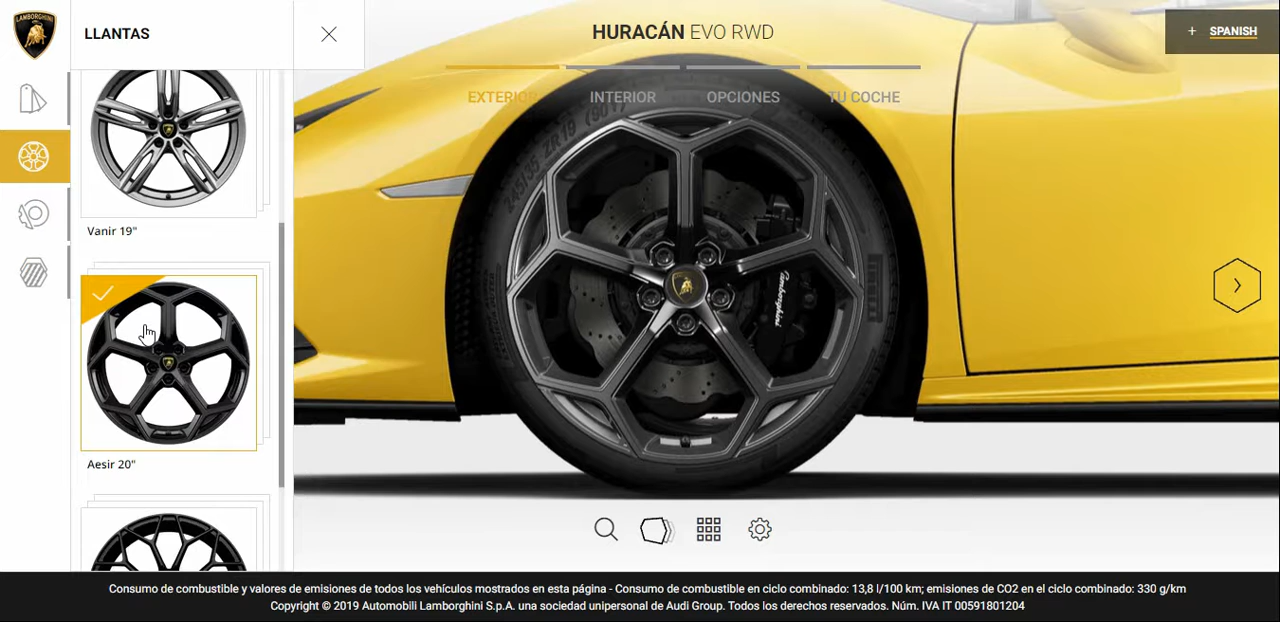 LAMBORGHINI
LLANTAS
HURACÁN EVO RWD
+ SPANISH
EXTERIOR
INTERIOR
OPCIONES
TU COCHE
Vanir 19"
Aesir 20"
Lamborghini
Consumo de combustible y valores de emisiones de todos los vehículos mostrados en esta página - Consumo de combustible en ciclo combinado: 13,8 l/100 km; emisiones de CO2 en el ciclo combinado: 330 g/km
Copyright © 2019 Automobili Lamborghini S.p.A. una sociedad unipersonal de Audi Group. Todos los derechos reservados. Núm. IVA IT 00591801204